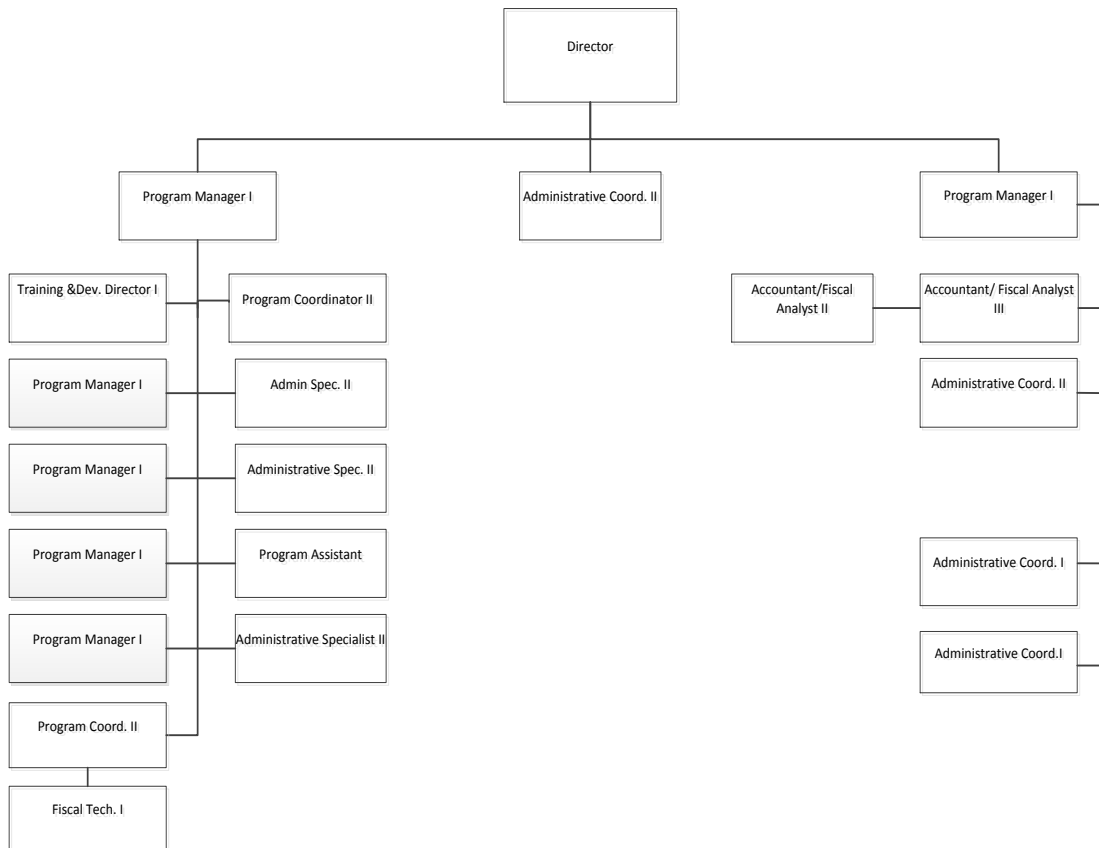 Director
Program Manager I
Administrative Coord. II
Program Manager I
Training &Dev. Director I
Program Coordinator II
Accountant/Fiscal
Analyst II
Accountant/ Fiscal Analyst
III
Program Manager I
Admin Spec. II
Administrative Coord. II
Program Manager I
Administrative Spec. II
Program Manager I
Program Assistant
Administrative Coord. I
Program Manager I
Administrative Specialist II
Administrative Coord.I
Program Coord. II
Fiscal Tech. I